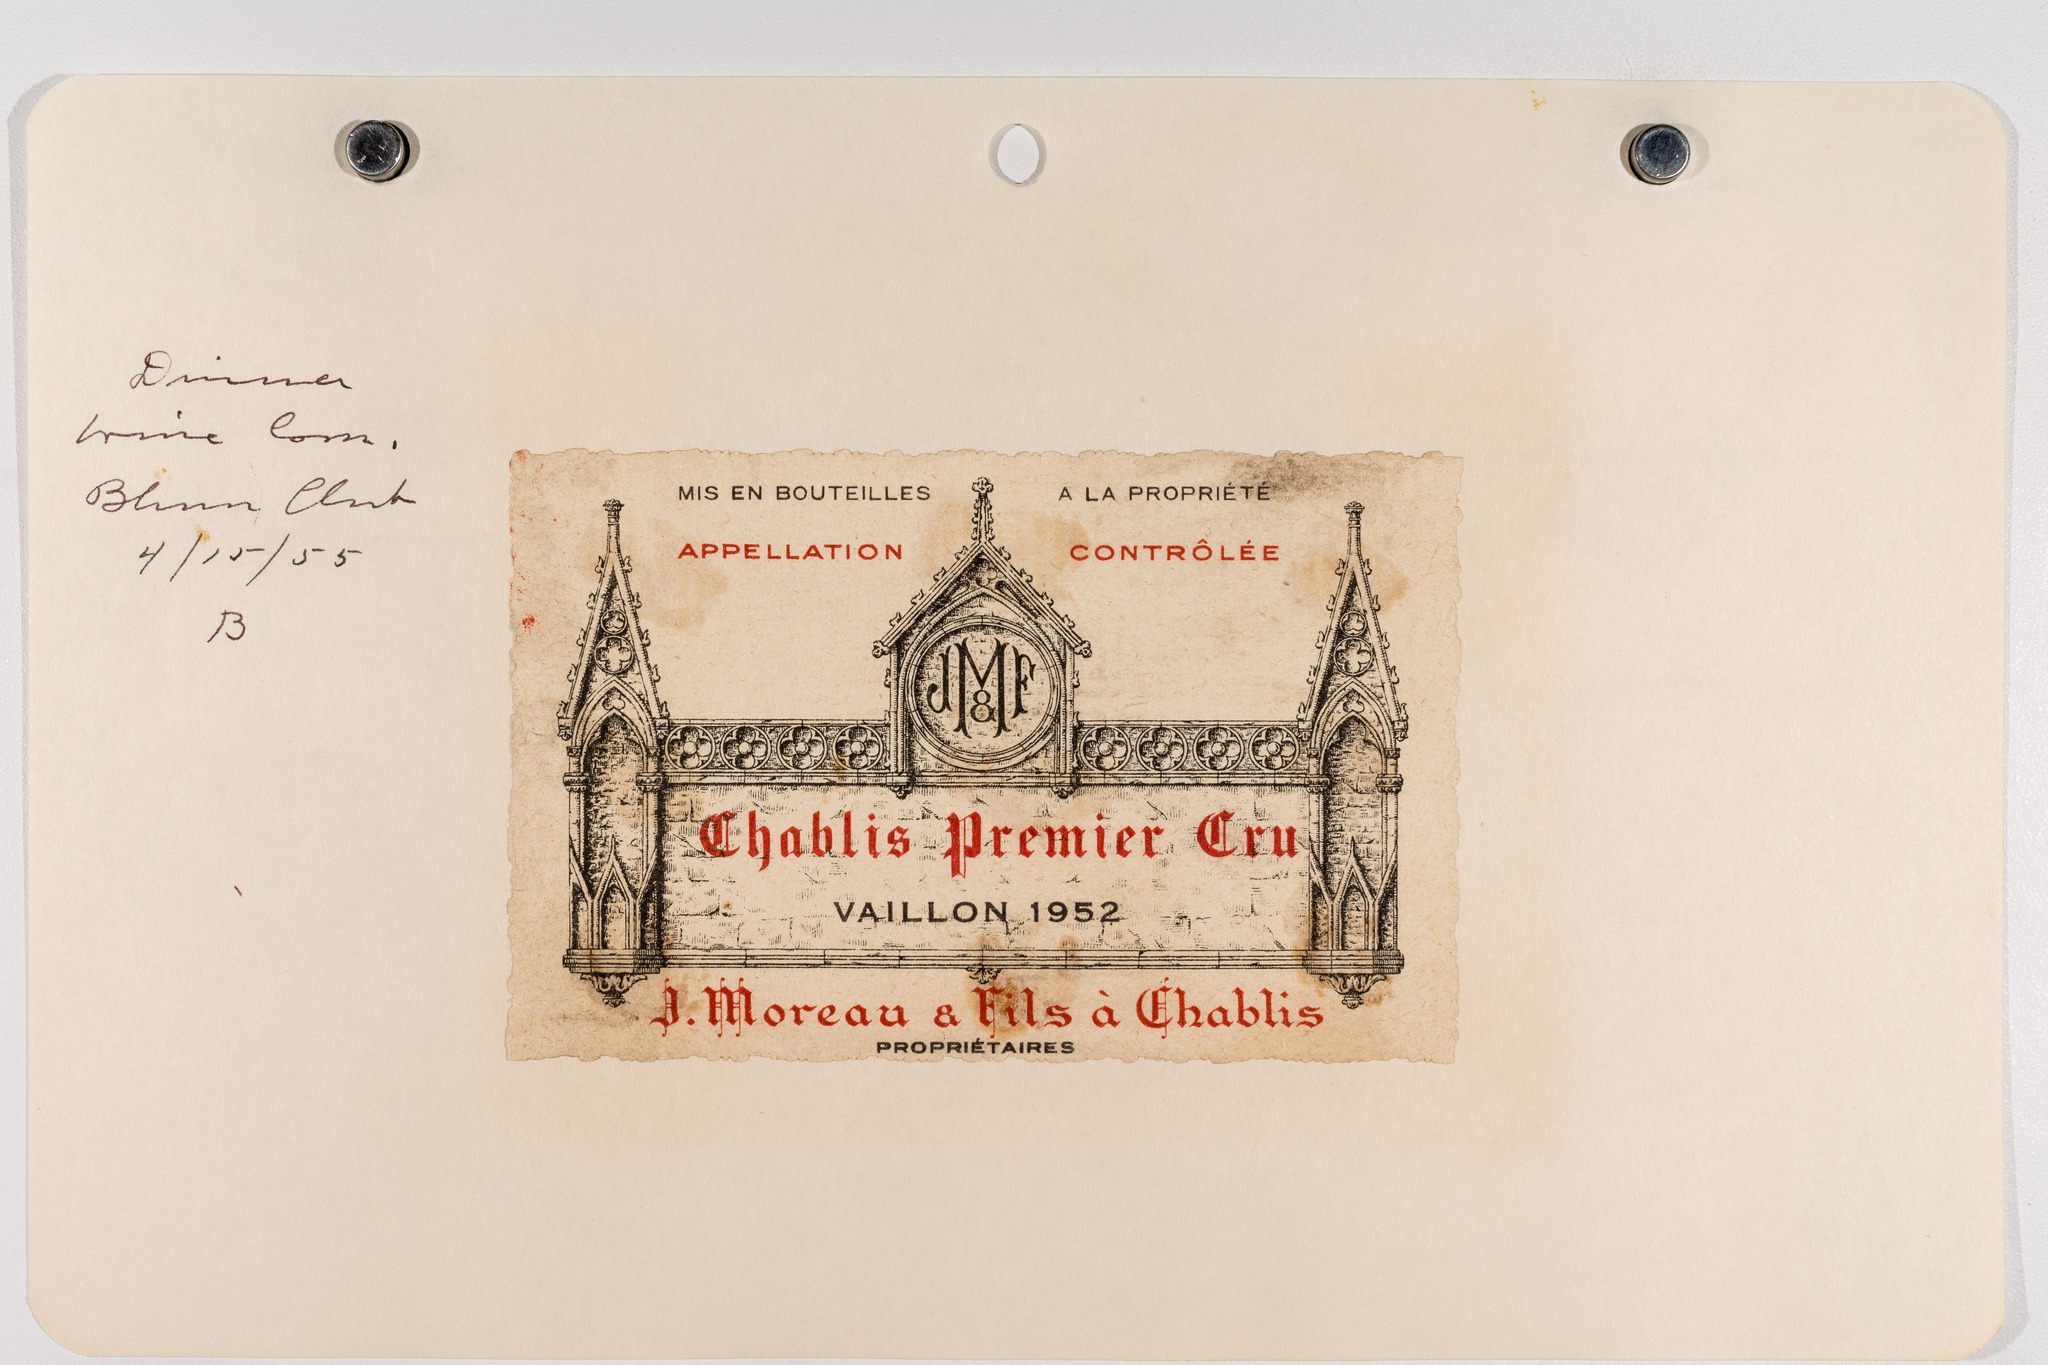 Dinner
Wine Com.
Club
4/15/55
B
MIS EN BOUTEILLES A LA PROPRIÉTÉ
APPELLATION CONTRÔLÉE
JM&F
Chablis Premier Cru
VAILLON 1952
J. Moreau & Fils à Chablis
PROPRIÉTAIRES